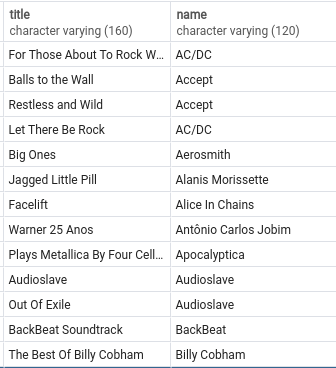 title name
character varying (160) character varying (120)
For Those About To Rock W... AC/DC
Balls to the Wall Accept
Restless and Wild Accept
Let There Be Rock AC/DC
Big Ones Aerosmith
Jagged Little Pill Alanis Morissette
Facelift Alice In Chains
Warner 25 Anos Antônio Carlos Jobim
Plays Metallica By Four Cell... Apocalyptica
Audioslave Audioslave
Out Of Exile Audioslave
BackBeat Soundtrack BackBeat
The Best Of Billy Cobham Billy Cobham